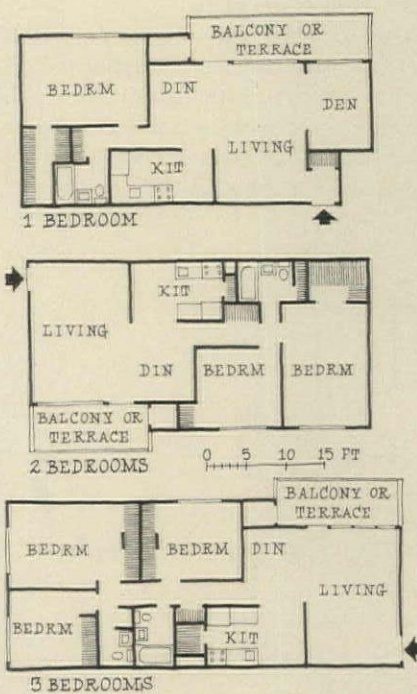 BALCONY OR
TERRACE
BEDRM
DIN
DEN
LIVING
KIT
1 BEDROOM
KIT
LIVING
DIN
BEDRM
BEDRM
BALCONY OR
TERRACE
2 BEDROOMS
0 5 10 15 FT
BALCONY OR
TERRACE
BEDRM
BEDRM
DIN
LIVING
BEDRM
KIT
3 BEDROOMS